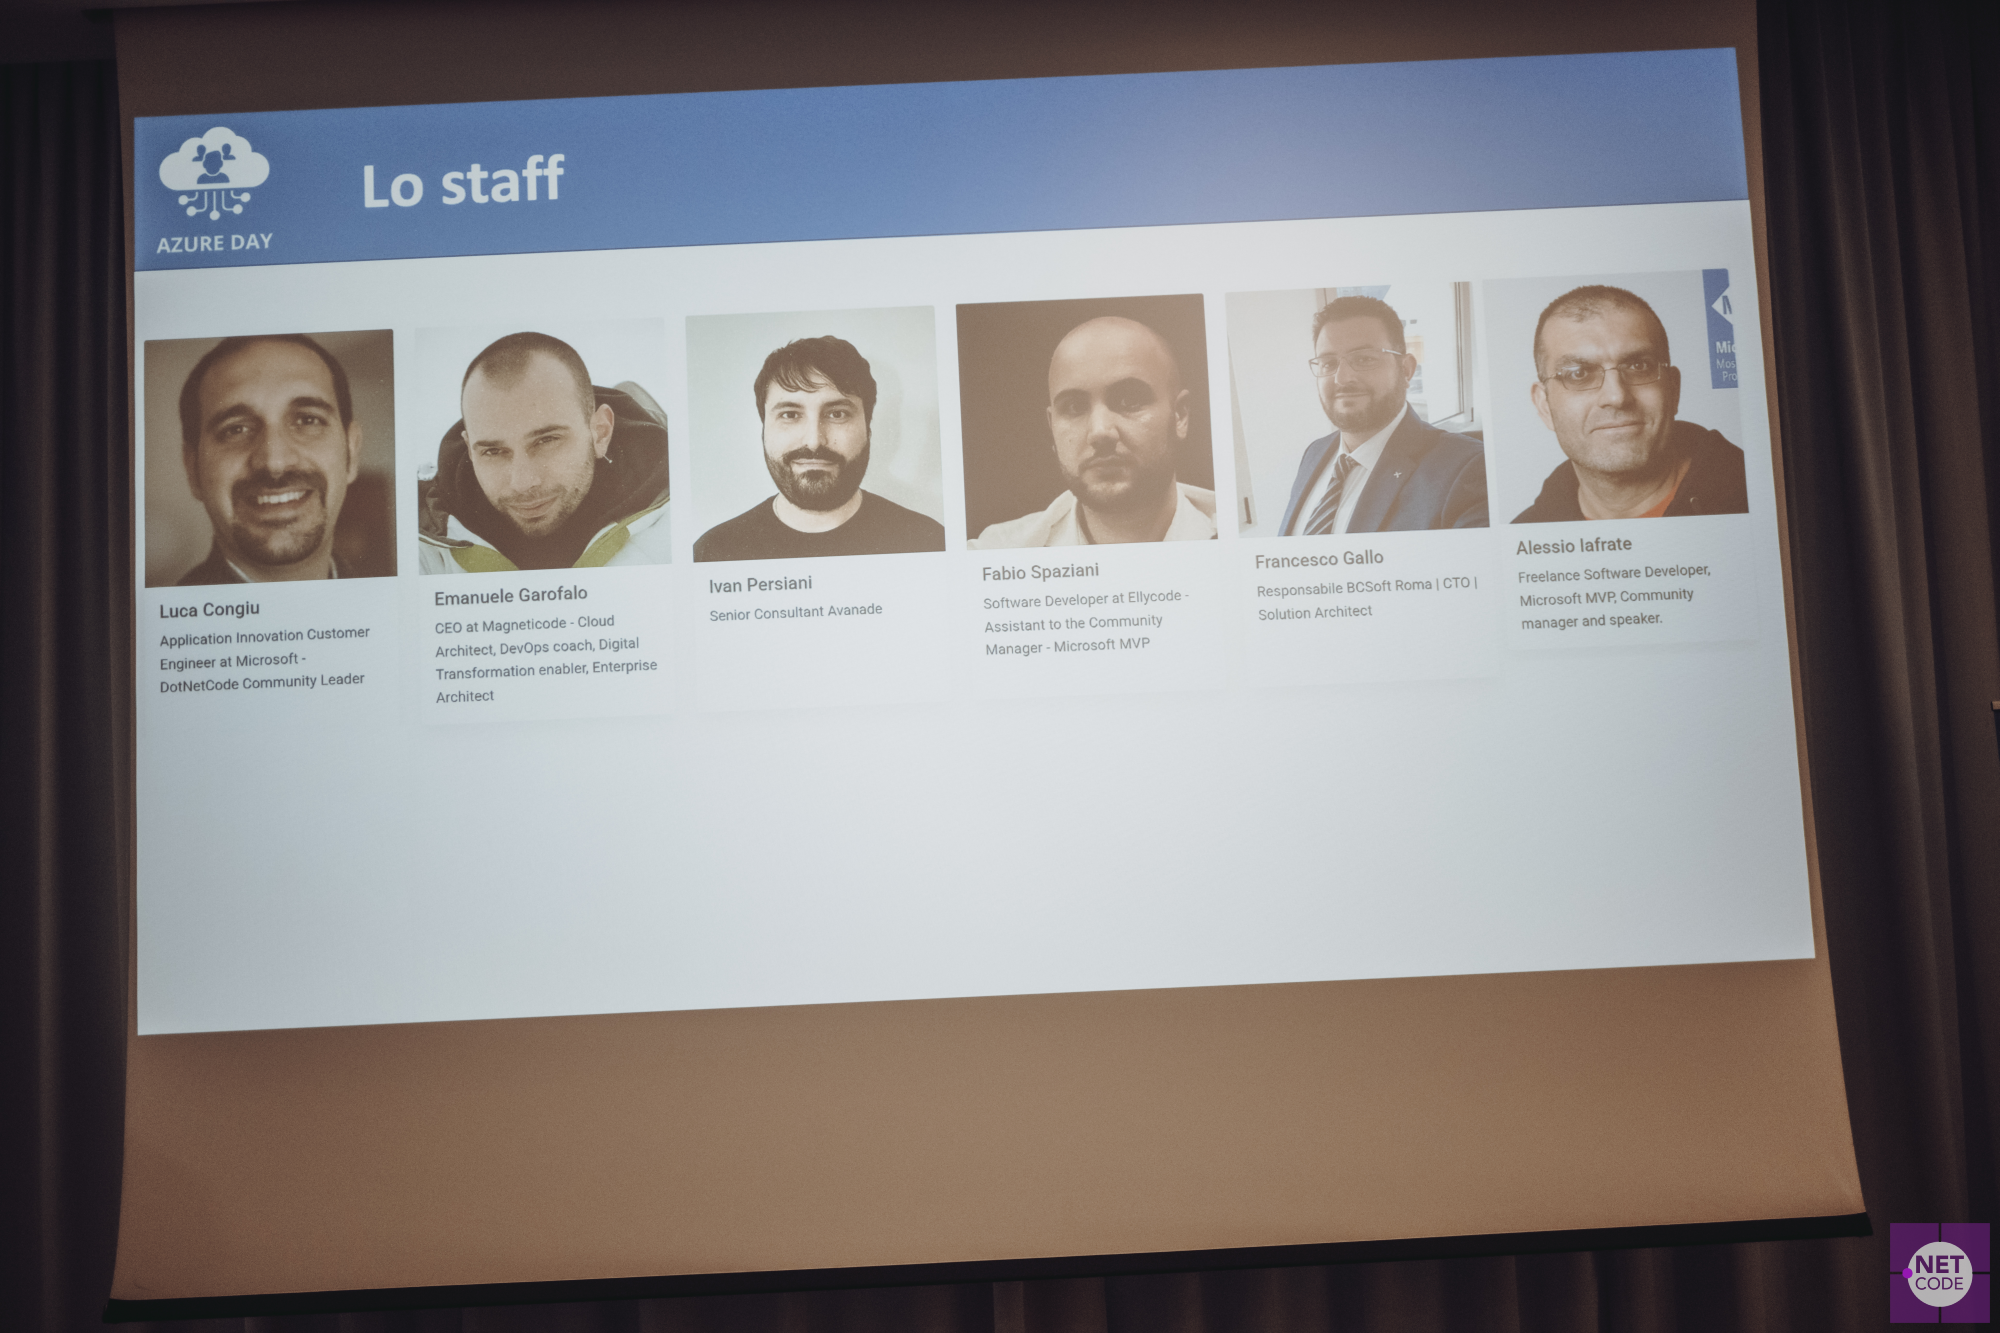 AZURE DAY
Lo staff
Luca Congiu
Application Innovation Customer
Engineer at Microsoft -
DotNetCode Community Leader
Emanuele Garofalo
CEO at Magneticode - Cloud
Architect, DevOps coach, Digital
Transformation enabler, Enterprise
Architect
Ivan Persiani
Senior Consultant Avanade
Fabio Spaziani
Software Developer at Ellycode -
Assistant to the Community
Manager - Microsoft MVP
Francesco Gallo
Responsabile BCSoft Roma | CTO |
Solution Architect
Mic
Mos
Pro
Alessio Iafrate
Freelance Software Developer,
Microsoft MVP, Community
manager and speaker.
.NET
CODE